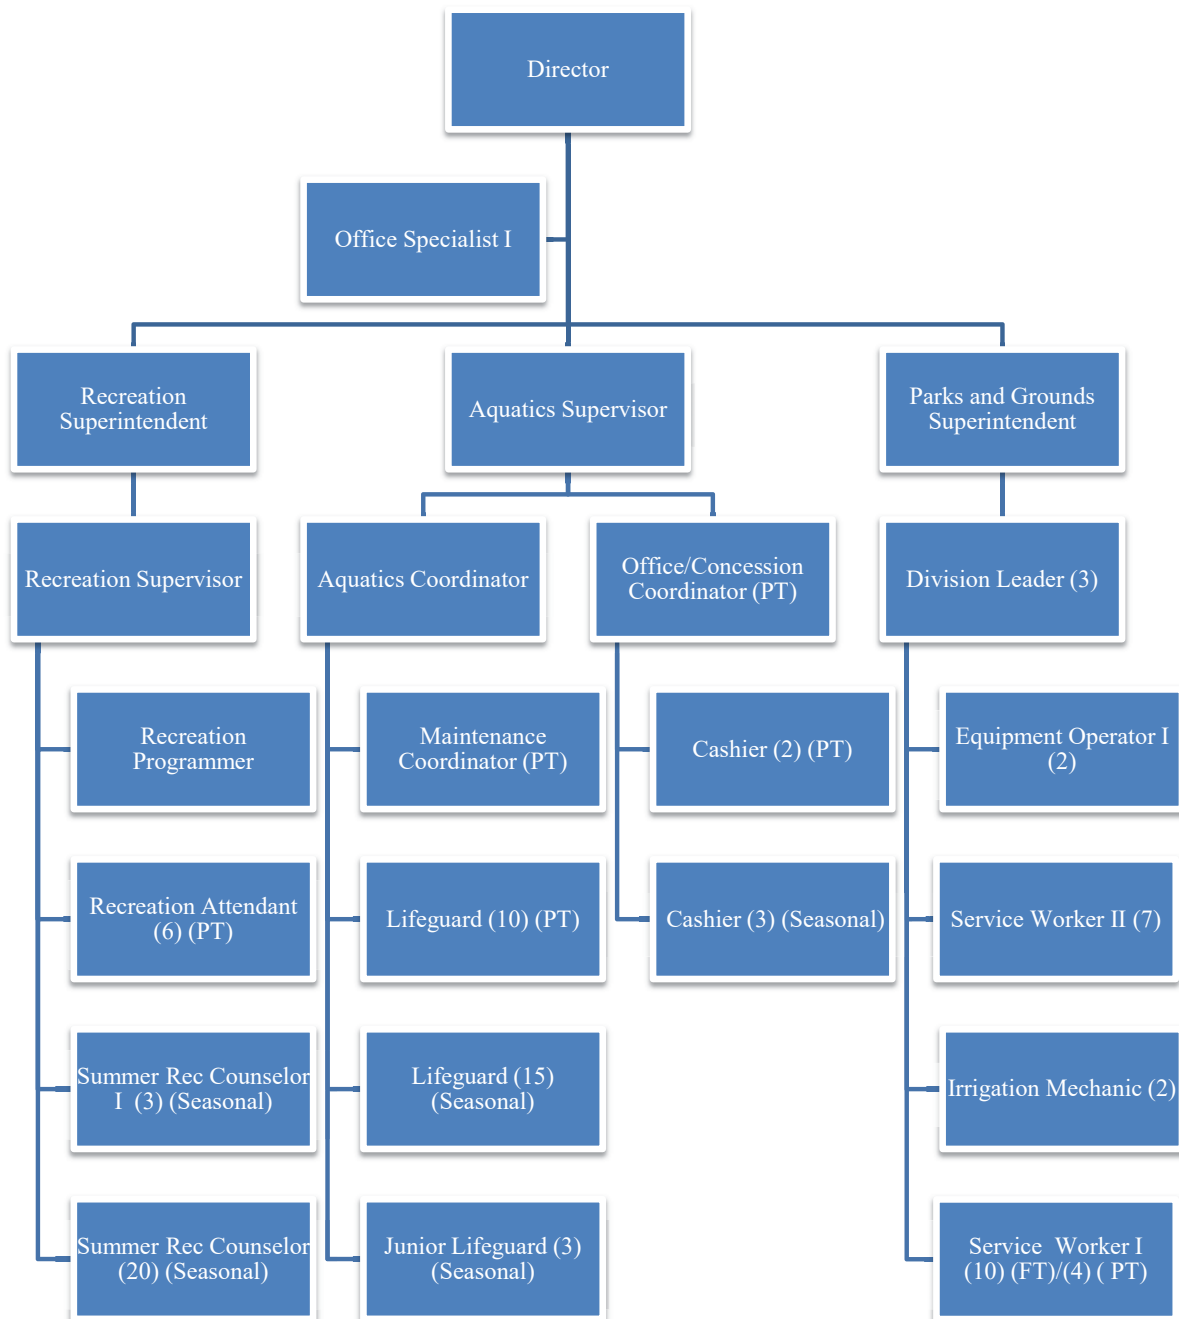 Director
Office Specialist I
Recreation
Superintendent
Aquatics Supervisor
Parks and Grounds
Superintendent
Recreation Supervisor
Aquatics Coordinator
Office/Concession
Coordinator (PT)
Division Leader (3)
Recreation
Programmer
Maintenance
Coordinator (PT)
Cashier (2) (PT)
Equipment Operator I
(2)
Recreation Attendant
(6) (PT)
Lifeguard (10) (PT)
Cashier (3) (Seasonal)
Service Worker II (7)
Summer Rec Counselor
I (3) (Seasonal)
Lifeguard (15)
(Seasonal)
Irrigation Mechanic (2)
Summer Rec Counselor
(20) (Seasonal)
Junior Lifeguard (3)
(Seasonal)
Service Worker I
(10) (FT)/(4) ( PT)